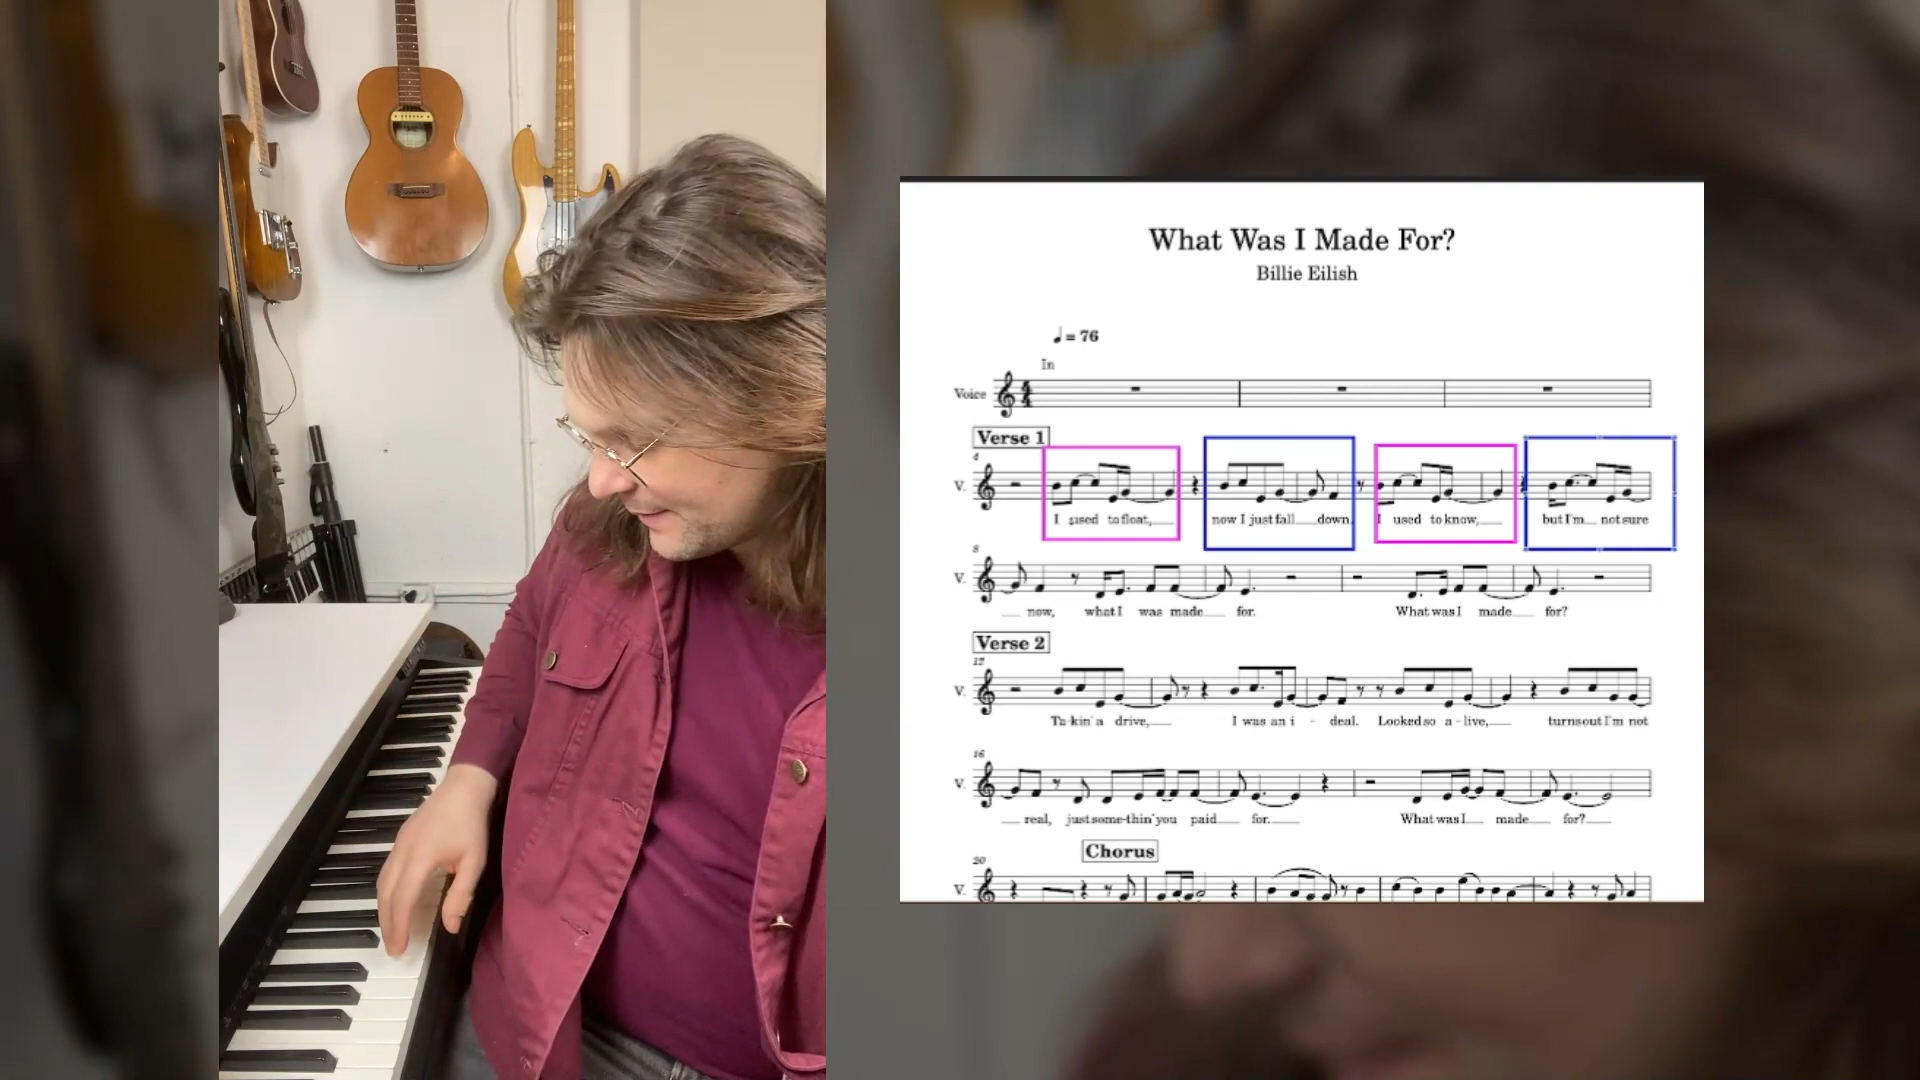 What Was I Made For?
Billie Eilish
= 76
In
Voice
Verse 1
4
V.
I used to float, now I just fall down. I used to know, but I'm not sure
8
V.
now, what I was made for. What was I made for?
Verse 2
12
V.
Ta-kin' a drive, I was an i - deal. Looked so a - live, turns out I'm not
16
V.
real, just some-thin' you paid for. What was I made for?
Chorus
20
V.